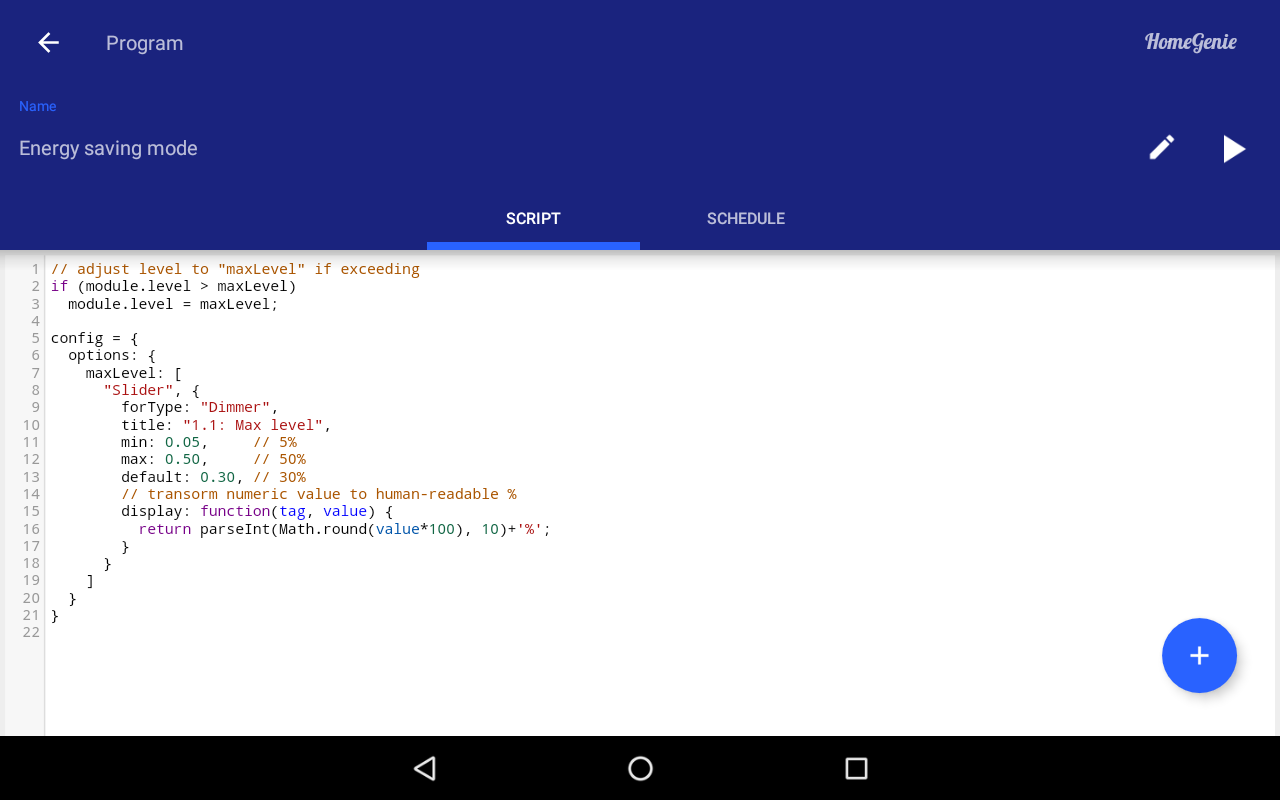 Program
HomeGenie
Name
Energy saving mode
SCRIPT
SCHEDULE
1 // adjust level to "maxLevel" if exceeding
2 if (module.level > maxLevel)
3   module.level = maxLevel;
4
5 config = {
6   options: {
7     maxLevel: [
8       "Slider", {
9         forType: "Dimmer",
10         title: "1.1: Max level",
11         min: 0.05,     // 5%
12         max: 0.50,     // 50%
13         default: 0.30, // 30%
14         // transorm numeric value to human-readable %
15         display: function(tag, value) {
16           return parseInt(Math.round(value*100), 10)+'%';
17         }
18       }
19     ]
20   }
21 }
22